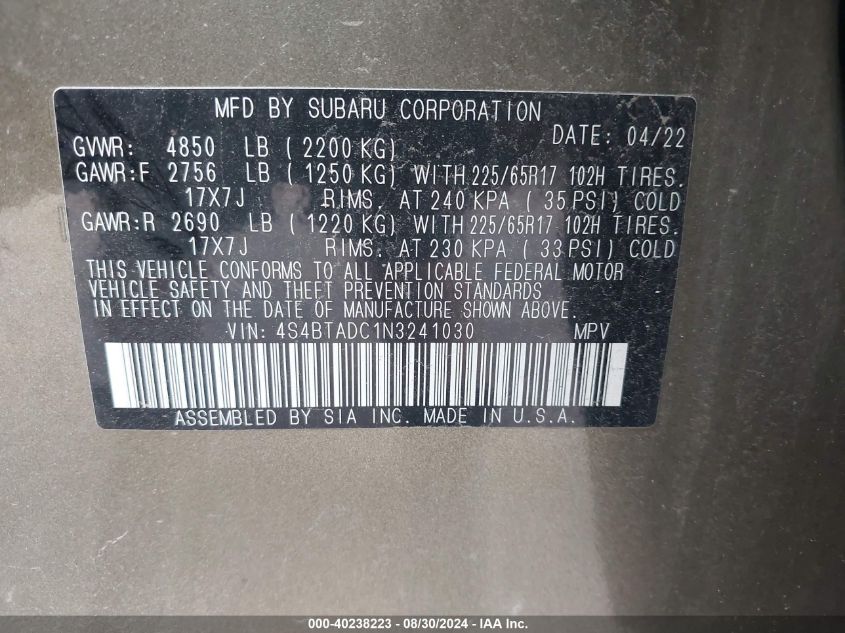 MFD BY SUBARU CORPORATION
DATE: 04/22
GVWR: 4850 LB ( 2200 KG)
GAWR:F 2756 LB ( 1250 KG) WITH 225/65R17 102H TIRES.
17X7J RIMS. AT 240 KPA ( 35 PSI) COLD
GAWR:R 2690 LB ( 1220 KG) WITH 225/65R17 102H TIRES.
17X7J RIMS. AT 230 KPA ( 33 PSI) COLD
THIS VEHICLE CONFORMS TO ALL APPLICABLE FEDERAL MOTOR
VEHICLE SAFETY AND THEFT PREVENTION STANDARDS
IN EFFECT ON THE DATE OF MANUFACTURE SHOWN ABOVE.
VIN: 4S4BTADC1N3241030 MPV
ASSEMBLED BY SIA INC. MADE IN U.S.A.
000-40238223 - 08/30/2024 - IAA Inc.